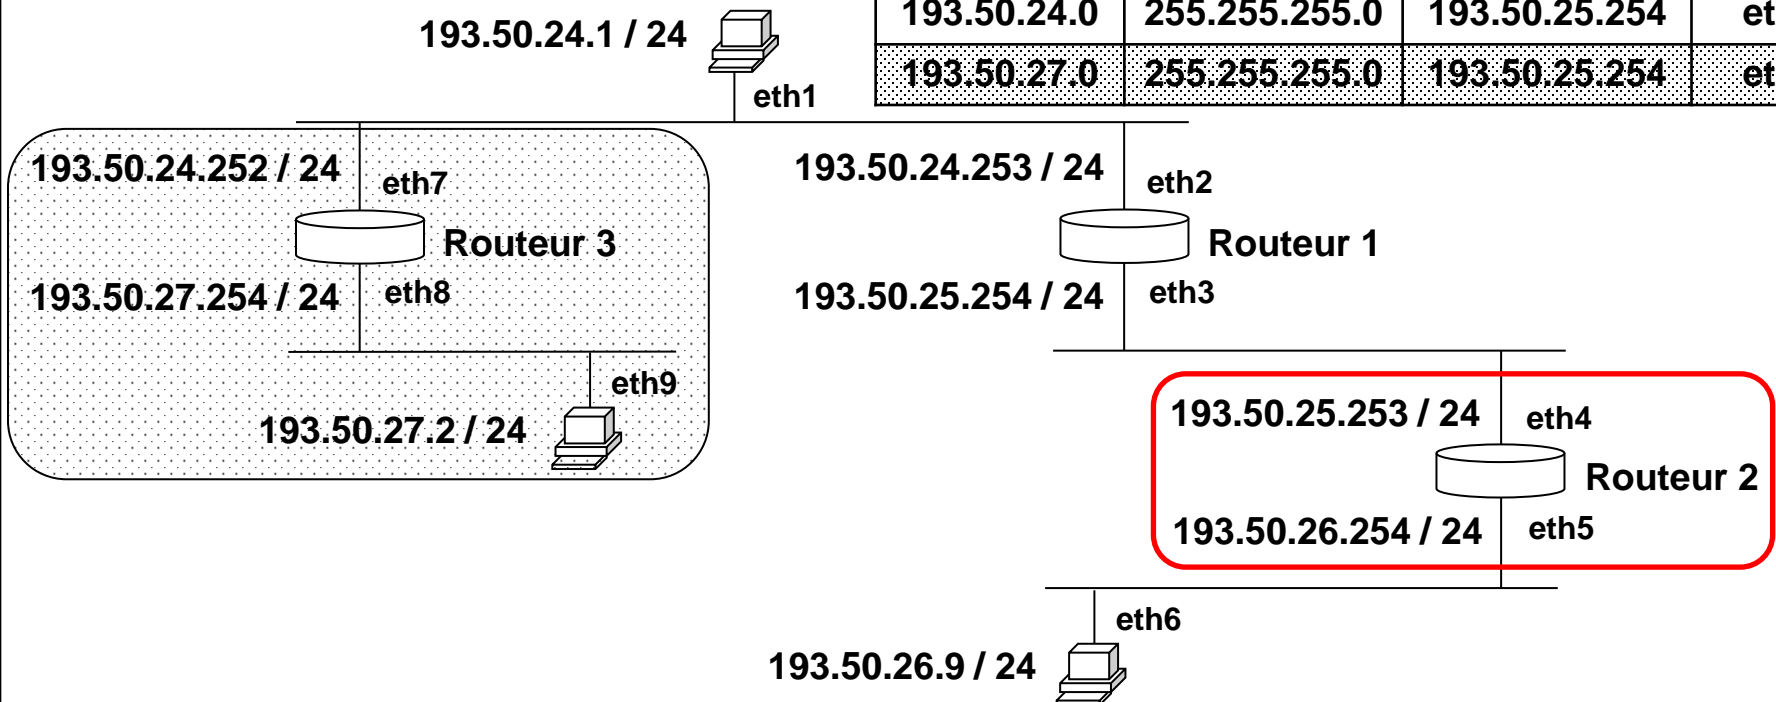 193.50.24.0 255.255.255.0 193.50.25.254 et
193.50.27.0 255.255.255.0 193.50.25.254 et
193.50.24.1 / 24
eth1
193.50.24.252 / 24
eth7
Routeur 3
193.50.27.254 / 24
eth8
eth9
193.50.27.2 / 24
193.50.24.253 / 24
eth2
Routeur 1
193.50.25.254 / 24
eth3
193.50.25.253 / 24
eth4
Routeur 2
193.50.26.254 / 24
eth5
eth6
193.50.26.9 / 24